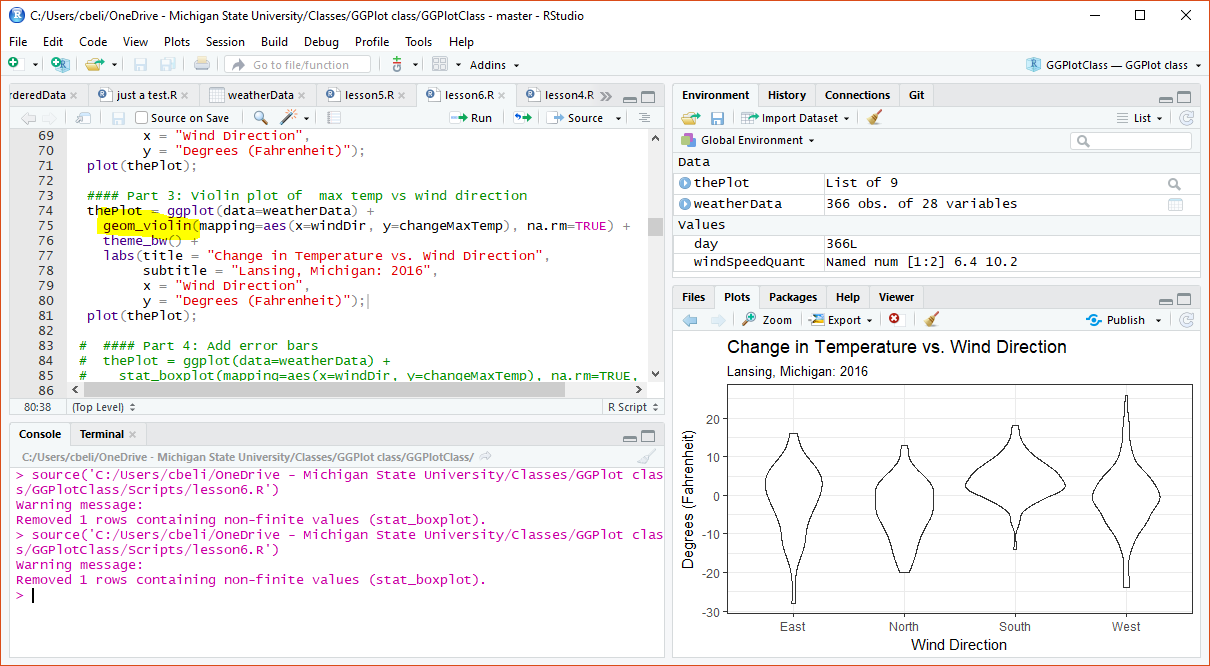 C:/Users/cbeli/OneDrive - Michigan State University/Classes/GGPlot class/GGPlotClass - master - RStudio
File Edit Code View Plots Session Build Debug Profile Tools Help
Go to file/function Addins GGPlotClass — GGPlot class
rderedData just a test.R weatherData lesson5.R lesson6.R lesson4.R
Source on Save Run Source
69 x = "Wind Direction",
70 y = "Degrees (Fahrenheit)");
71 plot(thePlot);
72
73 #### Part 3: Violin plot of  max temp vs wind direction
74 thePlot = ggplot(data=weatherData) +
75 geom_violin(mapping=aes(x=windDir, y=changeMaxTemp), na.rm=TRUE) +
76 theme_bw() +
77 labs(title = "Change in Temperature vs. Wind Direction",
78 subtitle = "Lansing, Michigan: 2016",
79 x = "Wind Direction",
80 y = "Degrees (Fahrenheit)");
81 plot(thePlot);
82
83 #  #### Part 4: Add error bars
84 #  thePlot = ggplot(data=weatherData) +
85 #    stat_boxplot(mapping=aes(x=windDir, y=changeMaxTemp), na.rm=TRUE,
86
80:38 (Top Level) R Script
Console Terminal
C:/Users/cbeli/OneDrive - Michigan State University/Classes/GGPlot class/GGPlotClass/
> source('C:/Users/cbeli/OneDrive - Michigan State University/Classes/GGPlot clas
s/GGPlotClass/Scripts/lesson6.R')
Warning message:
Removed 1 rows containing non-finite values (stat_boxplot).
> source('C:/Users/cbeli/OneDrive - Michigan State University/Classes/GGPlot clas
s/GGPlotClass/Scripts/lesson6.R')
Warning message:
Removed 1 rows containing non-finite values (stat_boxplot).
>
Environment History Connections Git
Import Dataset List
Global Environment
Data
thePlot List of 9
weatherData 366 obs. of 28 variables
Values
day 366L
windSpeedQuant Named num [1:2] 6.4 10.2
Files Plots Packages Help Viewer
Zoom Export Publish
Change in Temperature vs. Wind Direction
Lansing, Michigan: 2016
Degrees (Fahrenheit)
20
10
0
-10
-20
-30
East North South West
Wind Direction